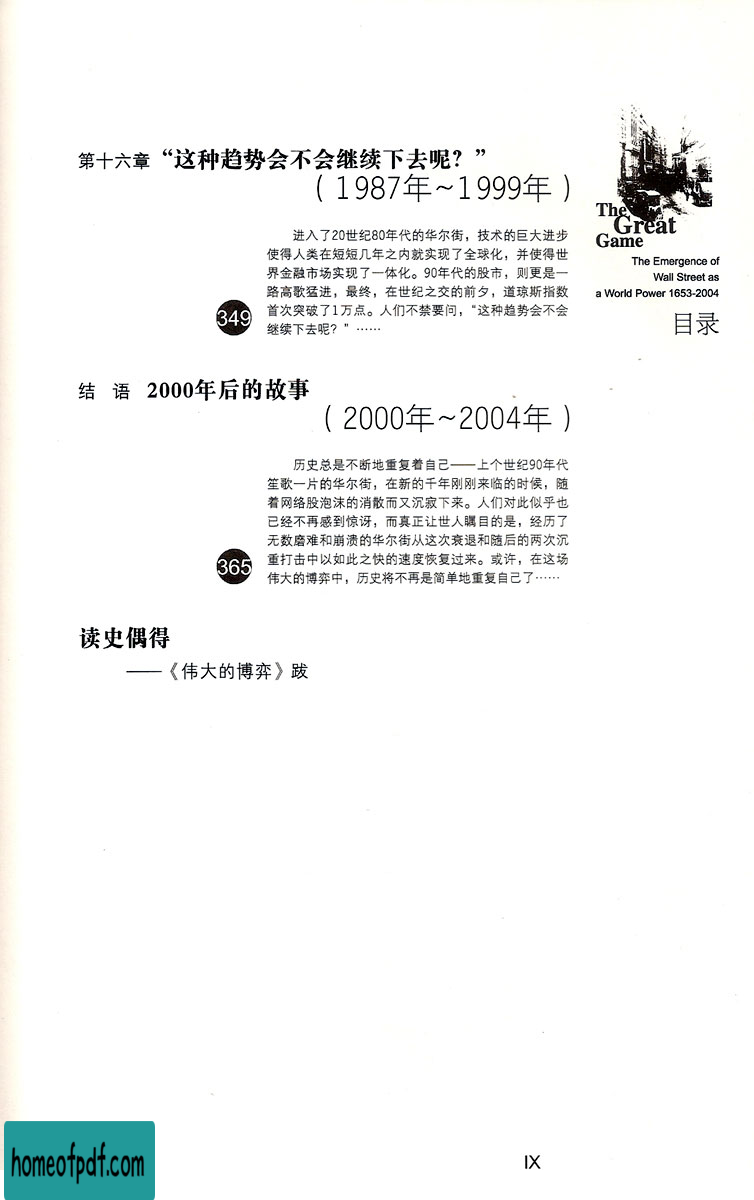 第十六章 “这种趋势会不会继续下去呢？”
（1987年~1999年）
进入了20世纪80年代的华尔街，技术的巨大进步
使得人类在短短几年之内就实现了全球化，并使得世
界金融市场实现了一体化。90年代的股市，则更是一
路高歌猛进，最终，在世纪之交的前夕，道琼斯指数
首次突破了1万点。人们不禁要问，“这种趋势会不会
继续下去呢？”……
349
The
Great
Game
The Emergence of
Wall Street as
a World Power 1653-2004
目录
结 语 2000年后的故事
（2000年~2004年）
历史总是不断地重复着自己——上个世纪90年代
笙歌一片的华尔街，在新的千年刚刚来临的时候，随
着网络股泡沫的消散而又沉寂下来。人们对此似乎也
已经不再感到惊讶，而真正让世人瞩目的是，经历了
无数磨难和崩溃的华尔街从这次衰退和随后的两次沉
重打击中以如此之快的速度恢复过来。或许，在这场
伟大的博弈中，历史将不再是简单地重复自己了……
365
读史偶得
——《伟大的博弈》跋
IX
homeofpdf.com